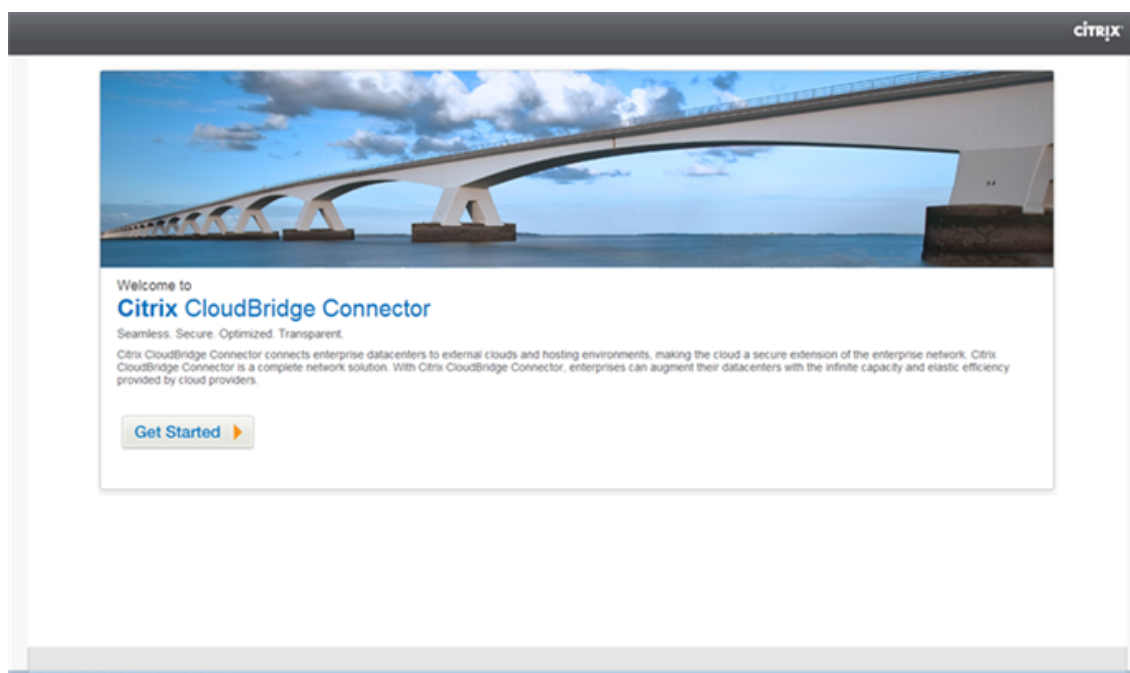 CİTRIX
Welcome to
Citrix CloudBridge Connector
Seamless. Secure. Optimized. Transparent.
Citrix CloudBridge Connector connects enterprise datacenters to external clouds and hosting environments, making the cloud a secure extension of the enterprise network. Citrix
CloudBridge Connector is a complete network solution. With Citrix CloudBridge Connector, enterprises can augment their datacenters with the infinite capacity and elastic efficiency
provided by cloud providers.
Get Started